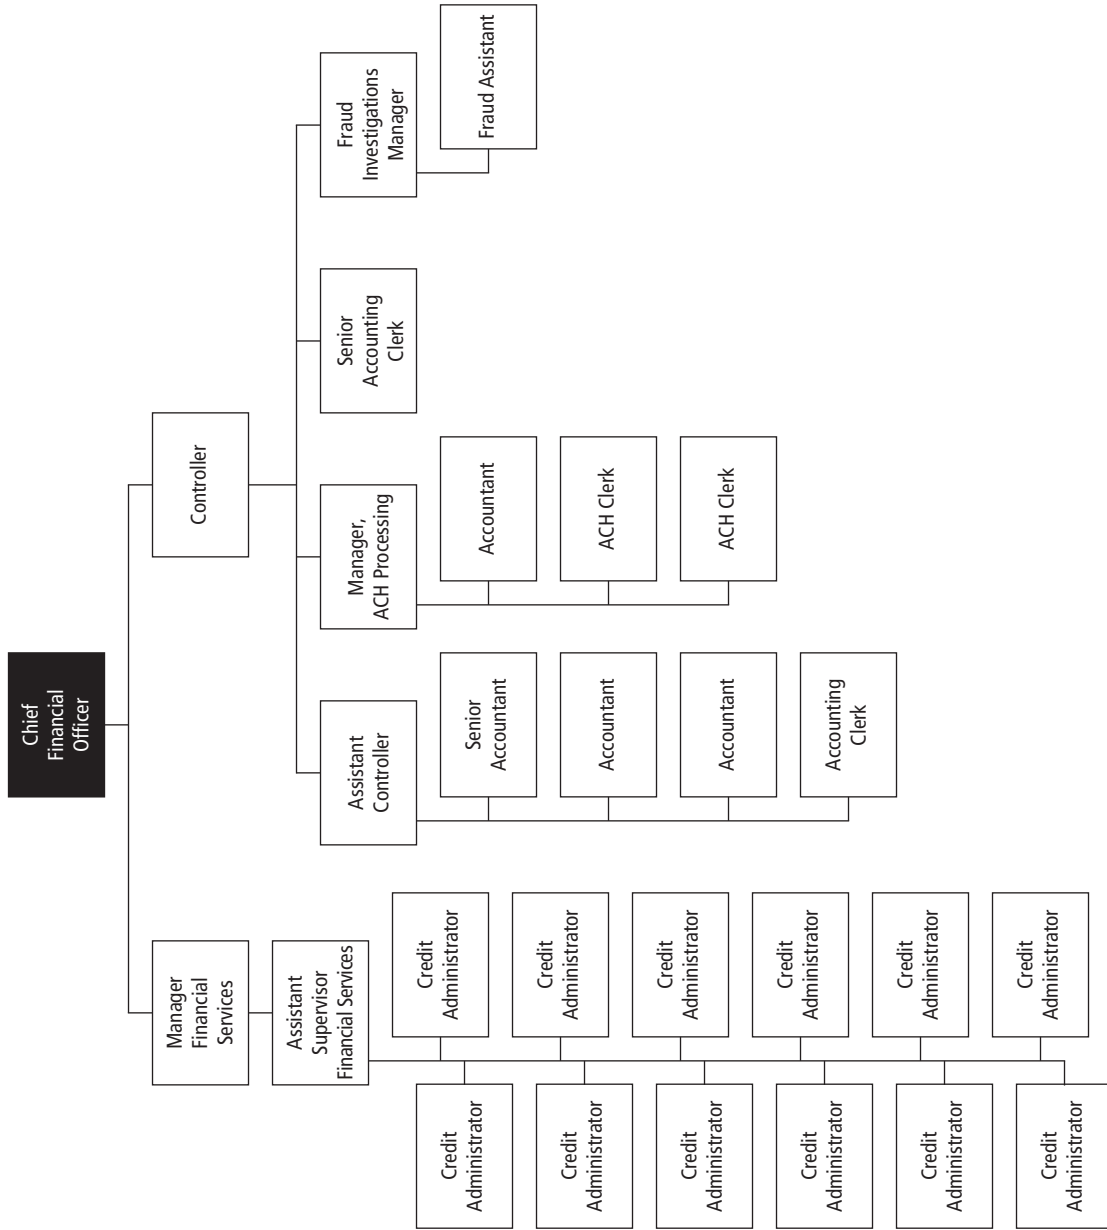 Chief
Financial
Officer
Manager
Financial
Services
Controller
Assistant
Supervisor
Financial Services
Assistant
Controller
Manager,
ACH Processing
Senior
Accounting
Clerk
Fraud
Investigations
Manager
Credit
Administrator
Credit
Administrator
Credit
Administrator
Credit
Administrator
Credit
Administrator
Credit
Administrator
Credit
Administrator
Credit
Administrator
Credit
Administrator
Credit
Administrator
Credit
Administrator
Credit
Administrator
Senior
Accountant
Accountant
Accountant
Accounting
Clerk
Accountant
ACH Clerk
ACH Clerk
Fraud Assistant